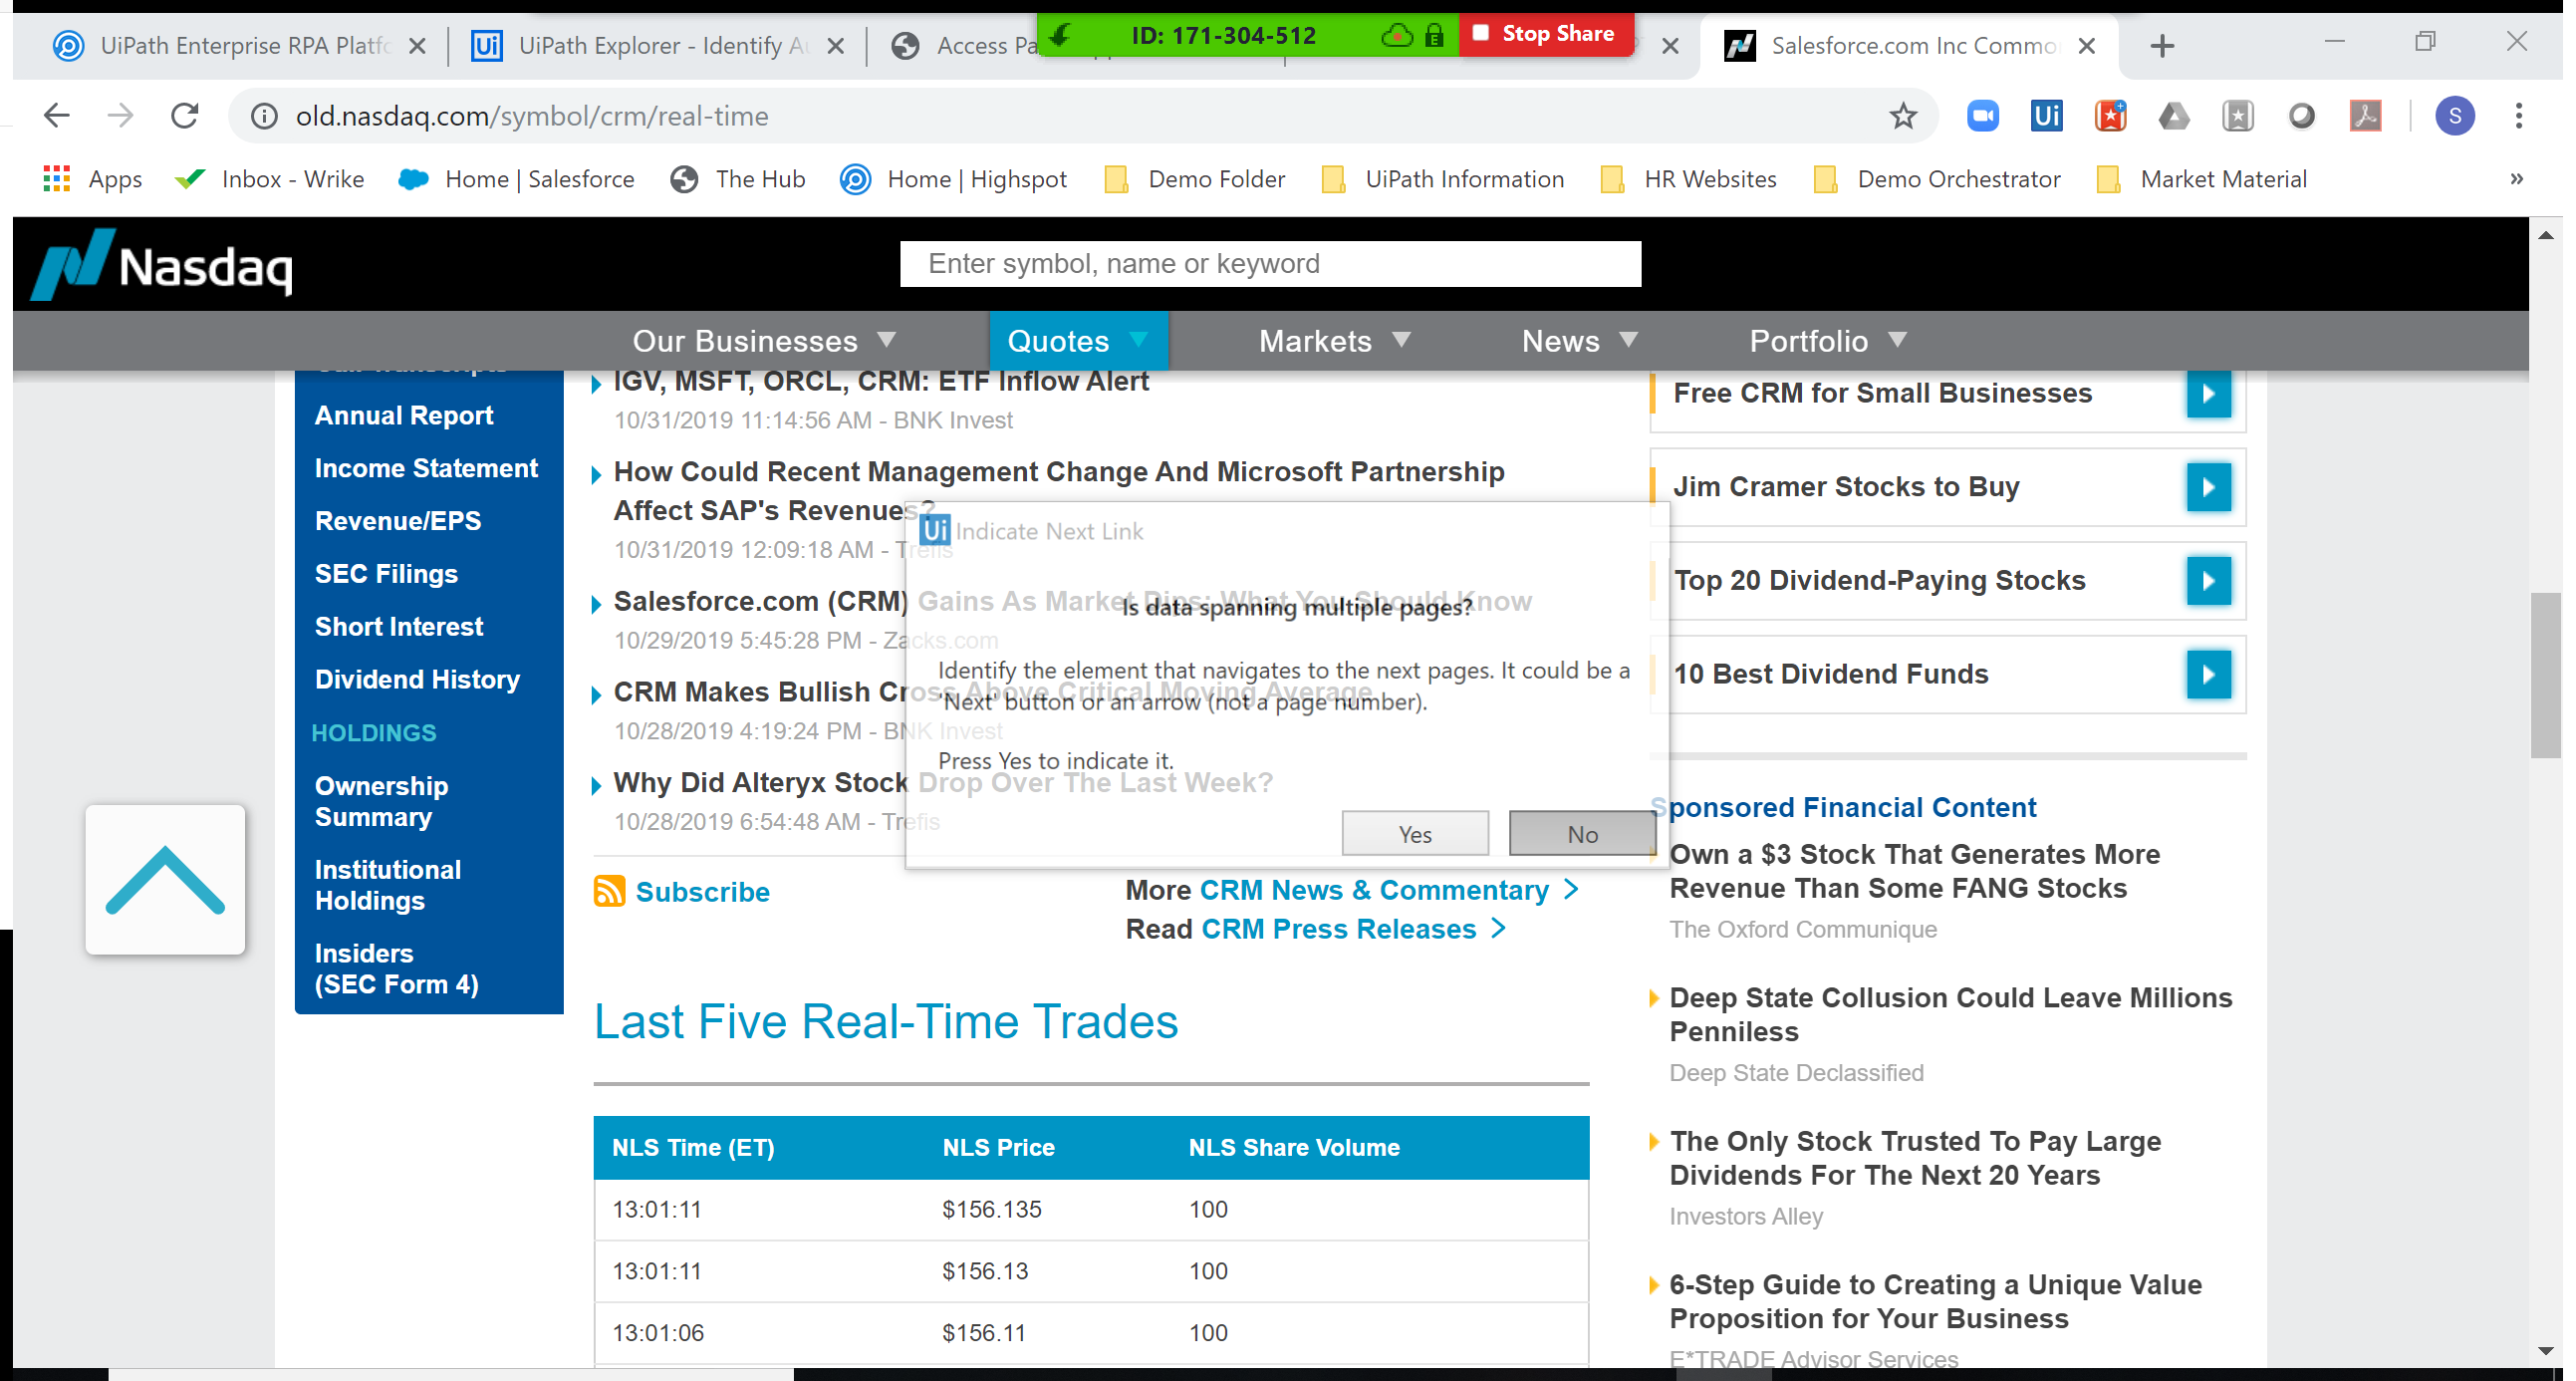 UiPath Enterprise RPA Platfo
UiPath Explorer - Identify Au
Access Pa
ID: 171-304-512
Stop Share
Salesforce.com Inc Commo
old.nasdaq.com/symbol/crm/real-time
Ui
S
Apps
Inbox - Wrike
Home | Salesforce
The Hub
Home | Highspot
Demo Folder
UiPath Information
HR Websites
Demo Orchestrator
Market Material
»
Nasdaq
Enter symbol, name or keyword
Our Businesses
Quotes
Markets
News
Portfolio
Annual Report
Income Statement
Revenue/EPS
SEC Filings
Short Interest
Dividend History
HOLDINGS
Ownership
Summary
Institutional
Holdings
Insiders
(SEC Form 4)
IGV, MSFT, ORCL, CRM: ETF Inflow Alert
10/31/2019 11:14:56 AM - BNK Invest
How Could Recent Management Change And Microsoft Partnership
Affect SAP's Revenues?
10/31/2019 12:09:18 AM - Trefis
Salesforce.com (CRM) Gains As Market Dips: What You Should Know
10/29/2019 5:45:28 PM - Zacks.com
CRM Makes Bullish Cross Above Critical Moving Average
10/28/2019 4:19:24 PM - BNK Invest
Why Did Alteryx Stock Drop Over The Last Week?
10/28/2019 6:54:48 AM - Trefis
Ui Indicate Next Link
Is data spanning multiple pages?
Identify the element that navigates to the next pages. It could be a
'Next' button or an arrow (not a page number).
Press Yes to indicate it.
Yes
No
Subscribe
More CRM News & Commentary >
Read CRM Press Releases >
Last Five Real-Time Trades
NLS Time (ET) NLS Price NLS Share Volume
13:01:11 $156.135 100
13:01:11 $156.13 100
13:01:06 $156.11 100
Free CRM for Small Businesses
Jim Cramer Stocks to Buy
Top 20 Dividend-Paying Stocks
10 Best Dividend Funds
Sponsored Financial Content
Own a $3 Stock That Generates More
Revenue Than Some FANG Stocks
The Oxford Communique
Deep State Collusion Could Leave Millions
Penniless
Deep State Declassified
The Only Stock Trusted To Pay Large
Dividends For The Next 20 Years
Investors Alley
6-Step Guide to Creating a Unique Value
Proposition for Your Business
E*TRADE Advisor Services